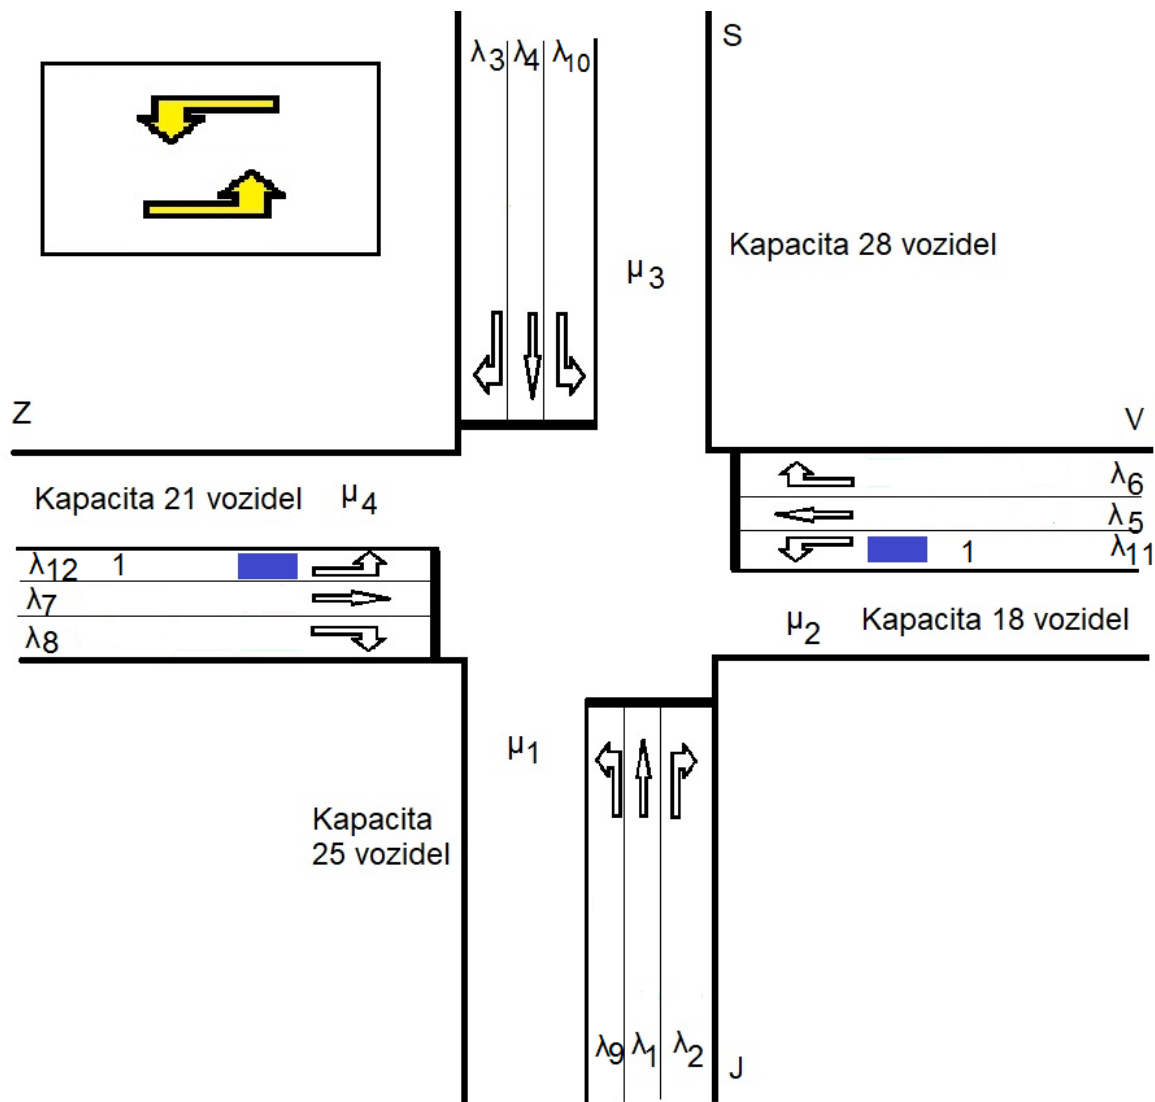 λ3 λ4 λ10
S
μ3
Kapacita 28 vozidel
Z
V
Kapacita 21 vozidel μ4
λ6
λ5
1 λ11
λ12 1
λ7
λ8
μ2 Kapacita 18 vozidel
μ1
Kapacita
25 vozidel
λ9 λ1 λ2
J